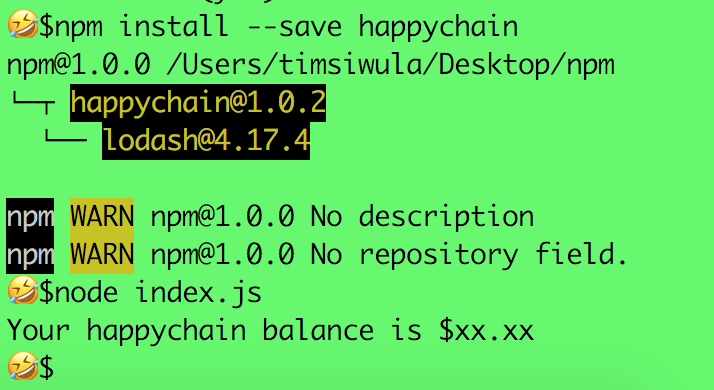 🤣$npm install --save happychain
npm@1.0.0 /Users/timsiwula/Desktop/npm
└─┬ happychain@1.0.2
  └── lodash@4.17.4
npm WARN npm@1.0.0 No description
npm WARN npm@1.0.0 No repository field.
🤣$node index.js
Your happychain balance is $xx.xx
🤣$